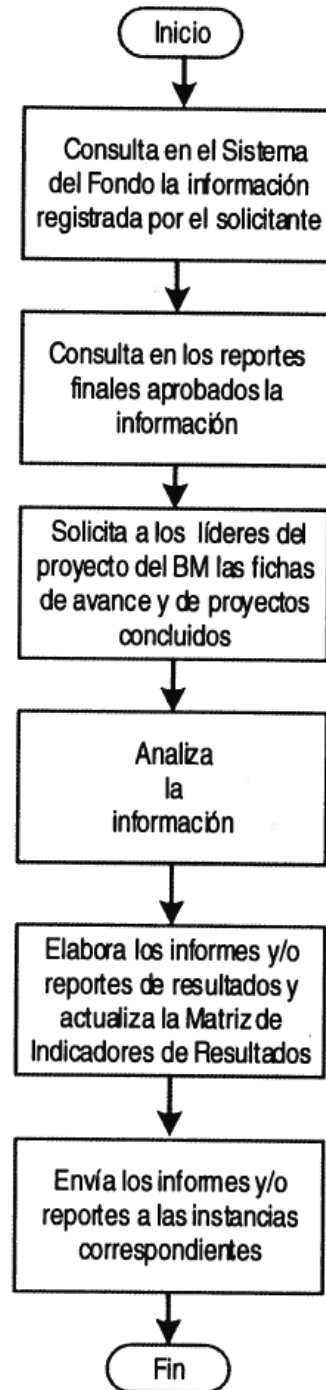 Inicio
Consulta en el Sistema
del Fondo la información
registrada por el solicitante
Consulta en los reportes
finales aprobados la
información
Solicita a los líderes del
proyecto del BM las fichas
de avance y de proyectos
concluidos
Analiza
la
información
Elabora los informes y/o
reportes de resultados y
actualiza la Matriz de
Indicadores de Resultados
Envía los informes y/o
reportes a las instancias
correspondientes
Fin